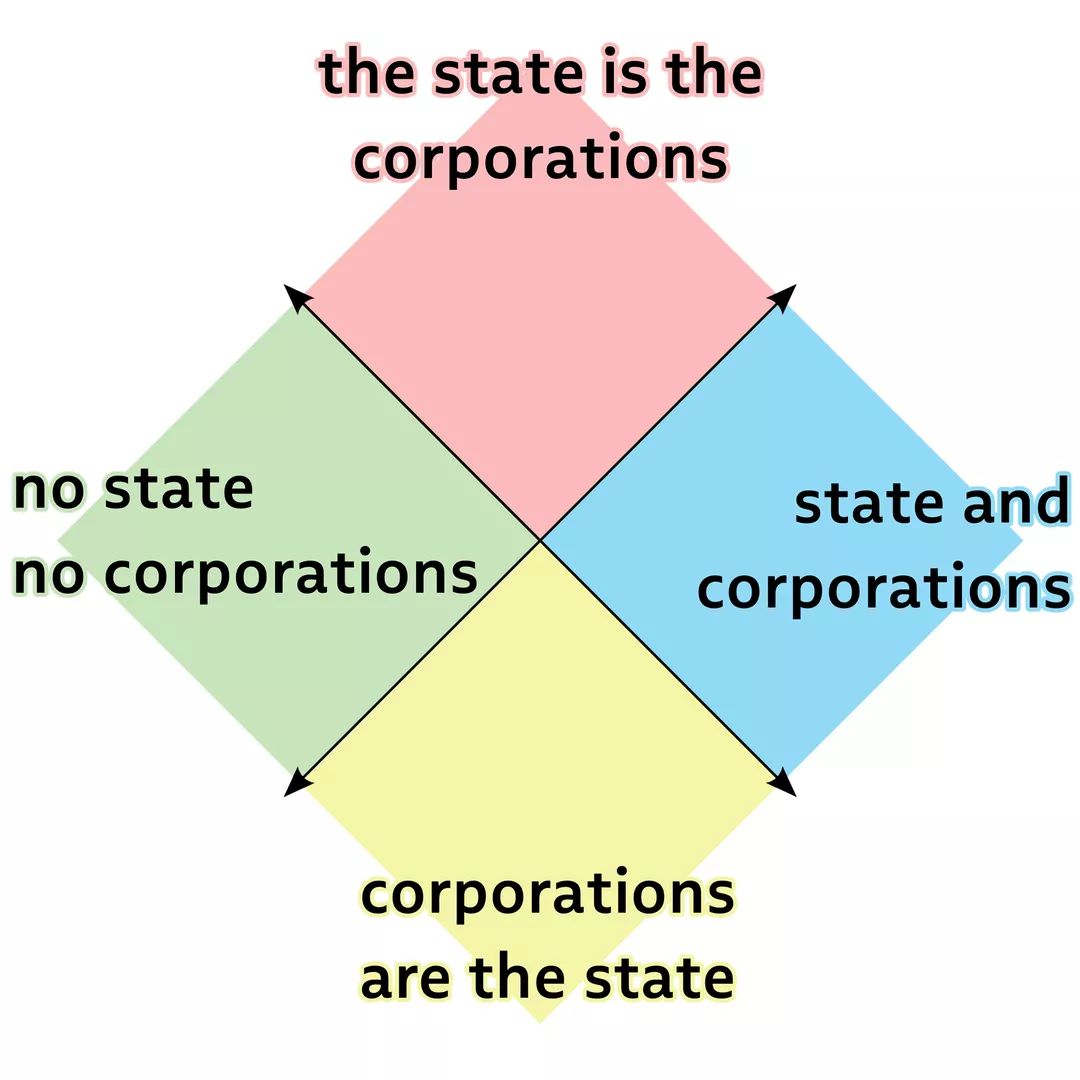 the state is the
corporations
no state
no corporations
state and
corporations
corporations
are the state